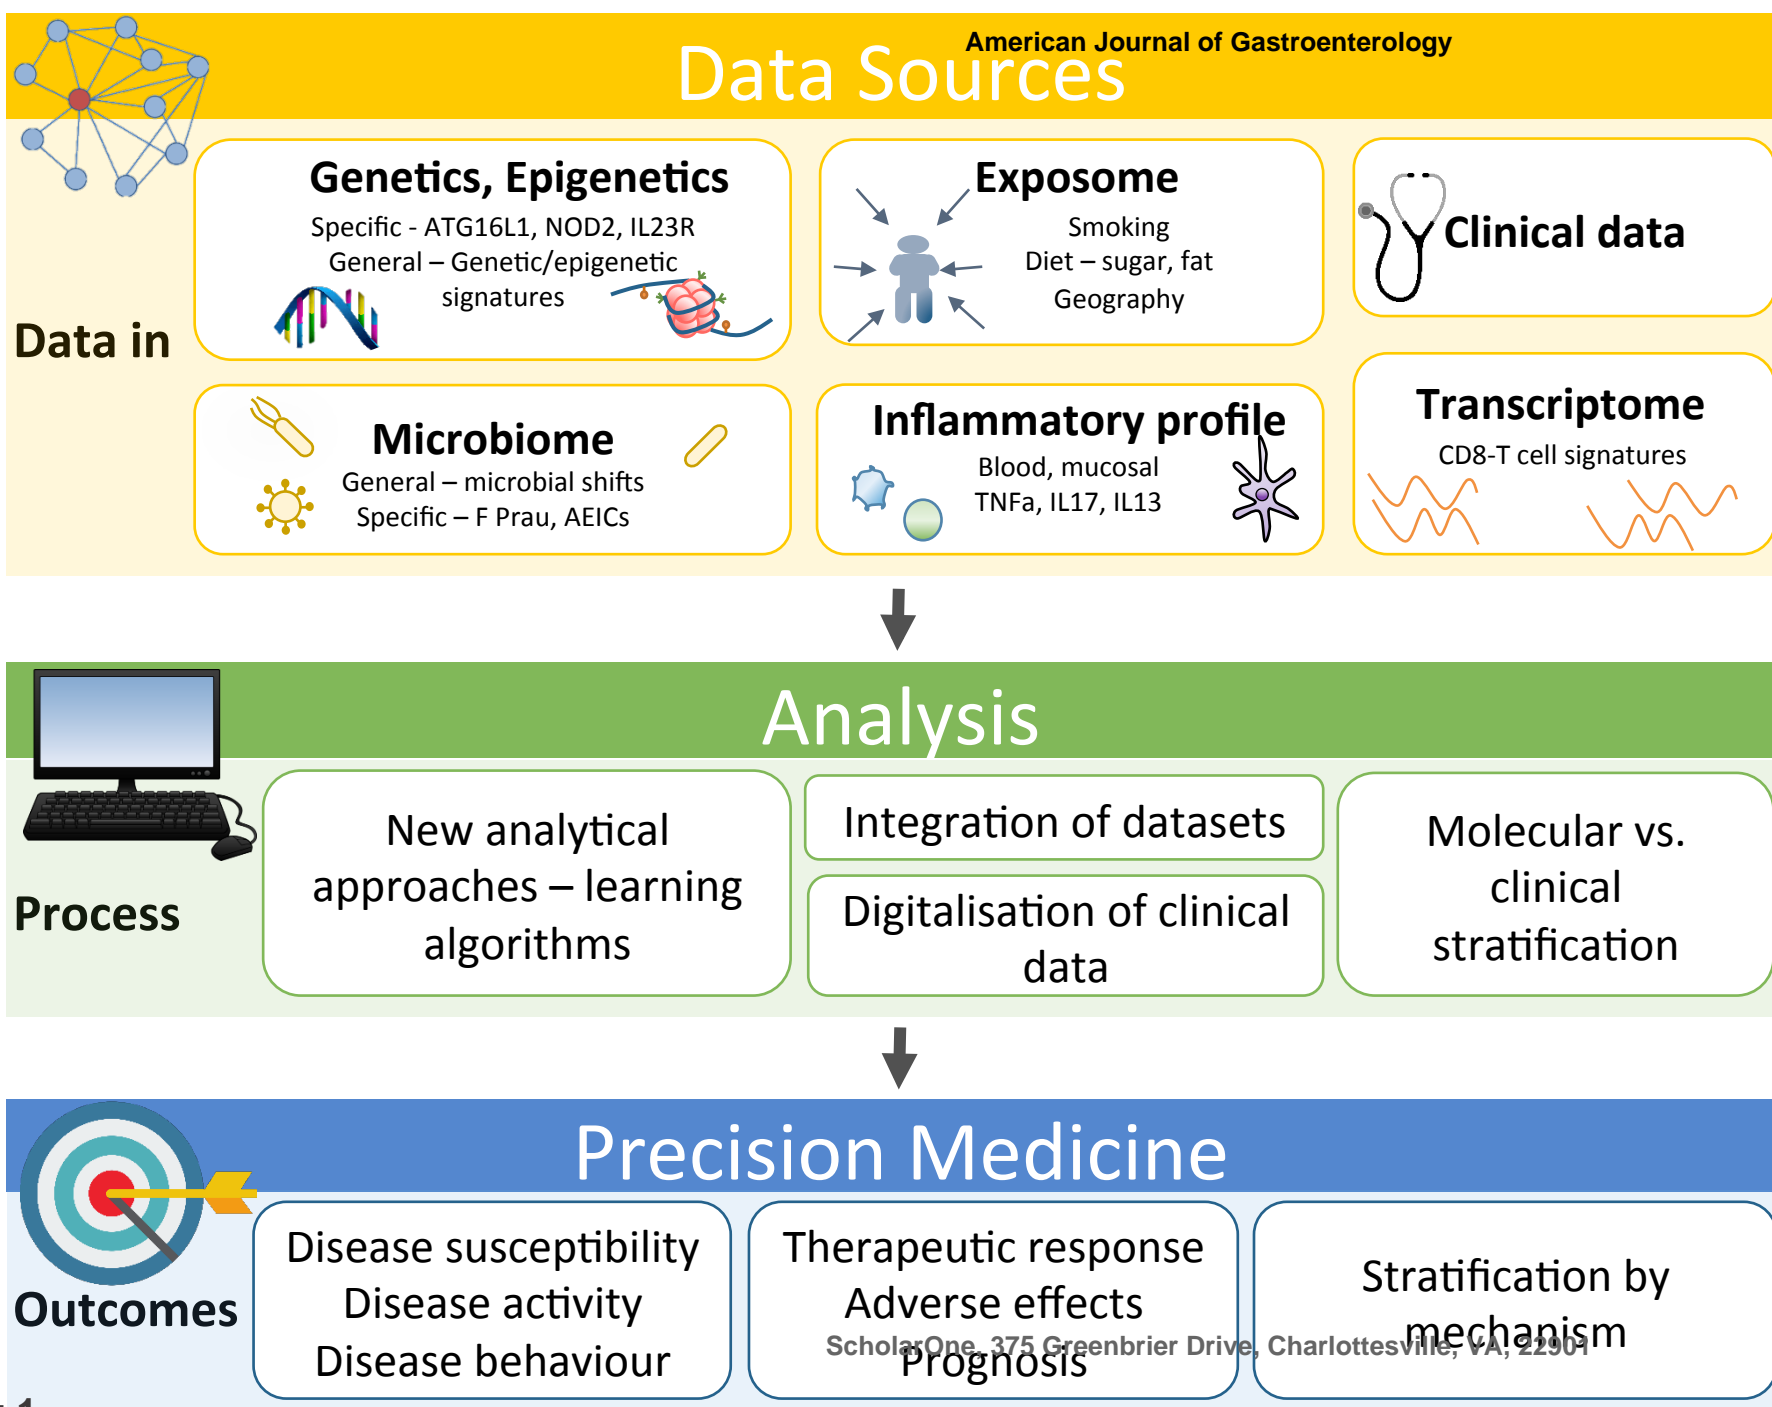 American Journal of Gastroenterology
Data Sources
Data in
Genetics, Epigenetics
Specific - ATG16L1, NOD2, IL23R
General – Genetic/epigenetic
signatures
Exposome
Smoking
Diet – sugar, fat
Geography
Clinical data
Microbiome
General – microbial shifts
Specific – F Prau, AEICs
Inflammatory profile
Blood, mucosal
TNFa, IL17, IL13
Transcriptome
CD8-T cell signatures
Analysis
Process
New analytical
approaches – learning
algorithms
Integration of datasets
Digitalisation of clinical
data
Molecular vs.
clinical
stratification
Precision Medicine
Outcomes
Disease susceptibility
Disease activity
Disease behaviour
Therapeutic response
Adverse effects
Prognosis
Stratification by
mechanism
ScholarOne, 375 Greenbrier Drive, Charlottesville, VA, 22901